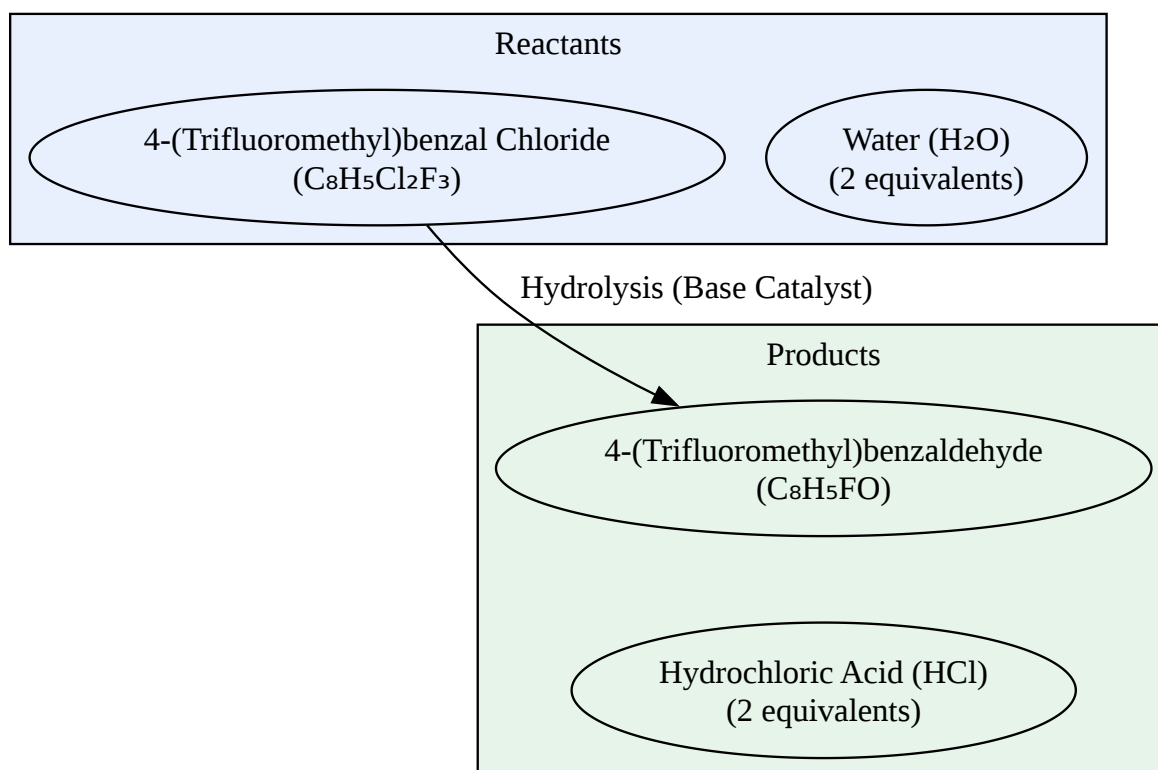 Reactants
4-(Trifluoromethyl)benzal Chloride
(C₈H₅Cl₂F₃)
Water (H₂O)
(2 equivalents)
Hydrolysis (Base Catalyst)
Products
4-(Trifluoromethyl)benzaldehyde
(C₈H₅FO)
Hydrochloric Acid (HCl)
(2 equivalents)